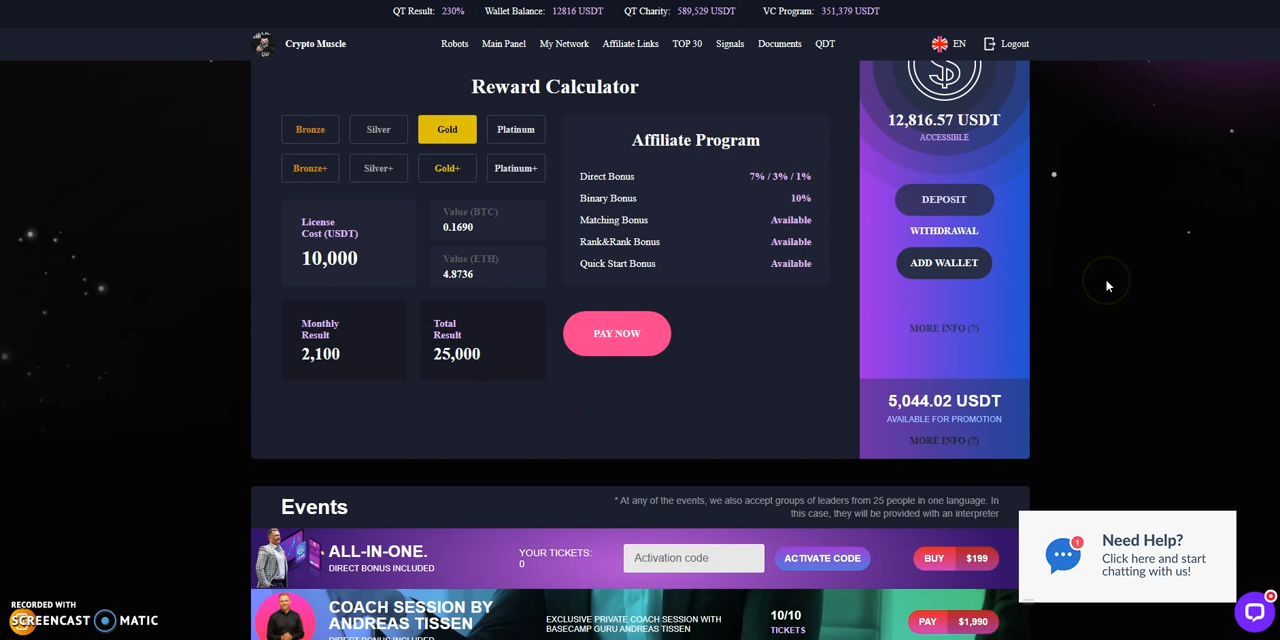 QT Result: 230% Wallet Balance: 12816 USDT QT Charity: 589,529 USDT VC Program: 351,379 USDT
Crypto Muscle Robots Main Panel My Network Affiliate Links TOP 30 Signals Documents QDT EN Logout
Reward Calculator
Bronze Silver Gold Platinum
Bronze+ Silver+ Gold+ Platinum+
License
Cost (USDT)
10,000
Value (BTC)
0.1690
Value (ETH)
4.8736
Monthly
Result
2,100
Total
Result
25,000
Affiliate Program
Direct Bonus 7% / 3% / 1%
Binary Bonus 10%
Matching Bonus Available
Rank&Rank Bonus Available
Quick Start Bonus Available
PAY NOW
12,816.57 USDT
ACCESSIBLE
DEPOSIT
WITHDRAWAL
ADD WALLET
MORE INFO (?)
5,044.02 USDT
AVAILABLE FOR PROMOTION
MORE INFO (?)
Events
* At any of the events, we also accept groups of leaders from 25 people in one language. In
this case, they will be provided with an interpreter
ALL-IN-ONE.
DIRECT BONUS INCLUDED
YOUR TICKETS:
0
Activation code
ACTIVATE CODE
BUY $199
COACH SESSION BY
ANDREAS TISSEN
DIRECT BONUS INCLUDED
EXCLUSIVE PRIVATE COACH SESSION WITH
BASECAMP GURU ANDREAS TISSEN
10/10
TICKETS
PAY $1,990
1
Need Help?
Click here and start
chatting with us!
RECORDED WITH
SCREENCAST MATIC